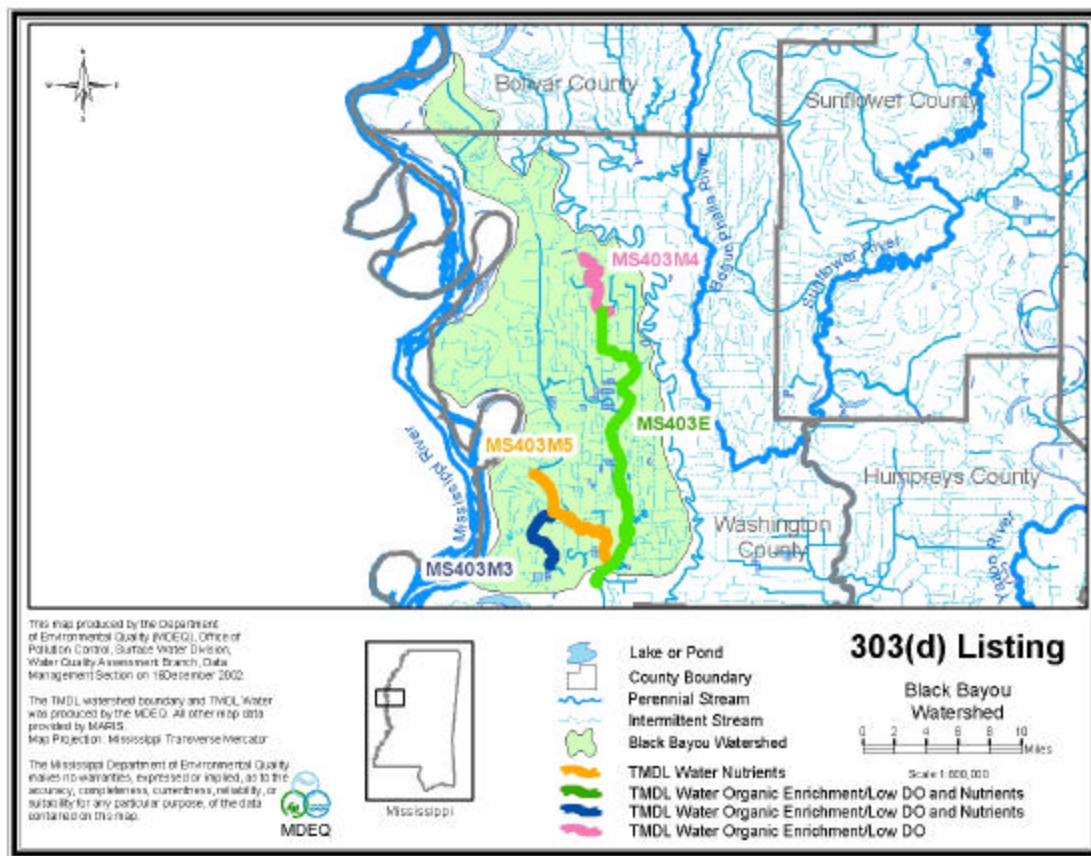 N
W
E
S
Bolivar County
Sunflower County
Bogue Phalia River
Sunflower River
MS403M4
MS403E
MS403M5
Mississippi River
MS403M3
Humpreys County
Washington
County
Yazoo River
This map produced by the Department
of Environmental Quality (MDEQ), Office of
Pollution Control, Surface Water Division,
Water Quality Assessment Branch, Data
Management Section on 16December 2002.
The TMDL watershed boundary and TMDL Water
was produced by the MDEQ. All other map data
provided by MARIS.
Map Projection: Mississippi Transverse Mercator
The Mississippi Department of Environmental Quality
makes no warranties, expressed or implied, as to the
accuracy, completeness, currentness, reliability, or
suitability for any particular purpose, of the data
contained on this map.
MDEQ
Mississippi
Lake or Pond
County Boundary
Perennial Stream
Intermittent Stream
Black Bayou Watershed
TMDL Water Nutrients
TMDL Water Organic Enrichment/Low DO and Nutrients
TMDL Water Organic Enrichment/Low DO and Nutrients
TMDL Water Organic Enrichment/Low DO
303(d) Listing
Black Bayou
Watershed
0 2 4 6 8 10
Miles
Scale 1:600,000